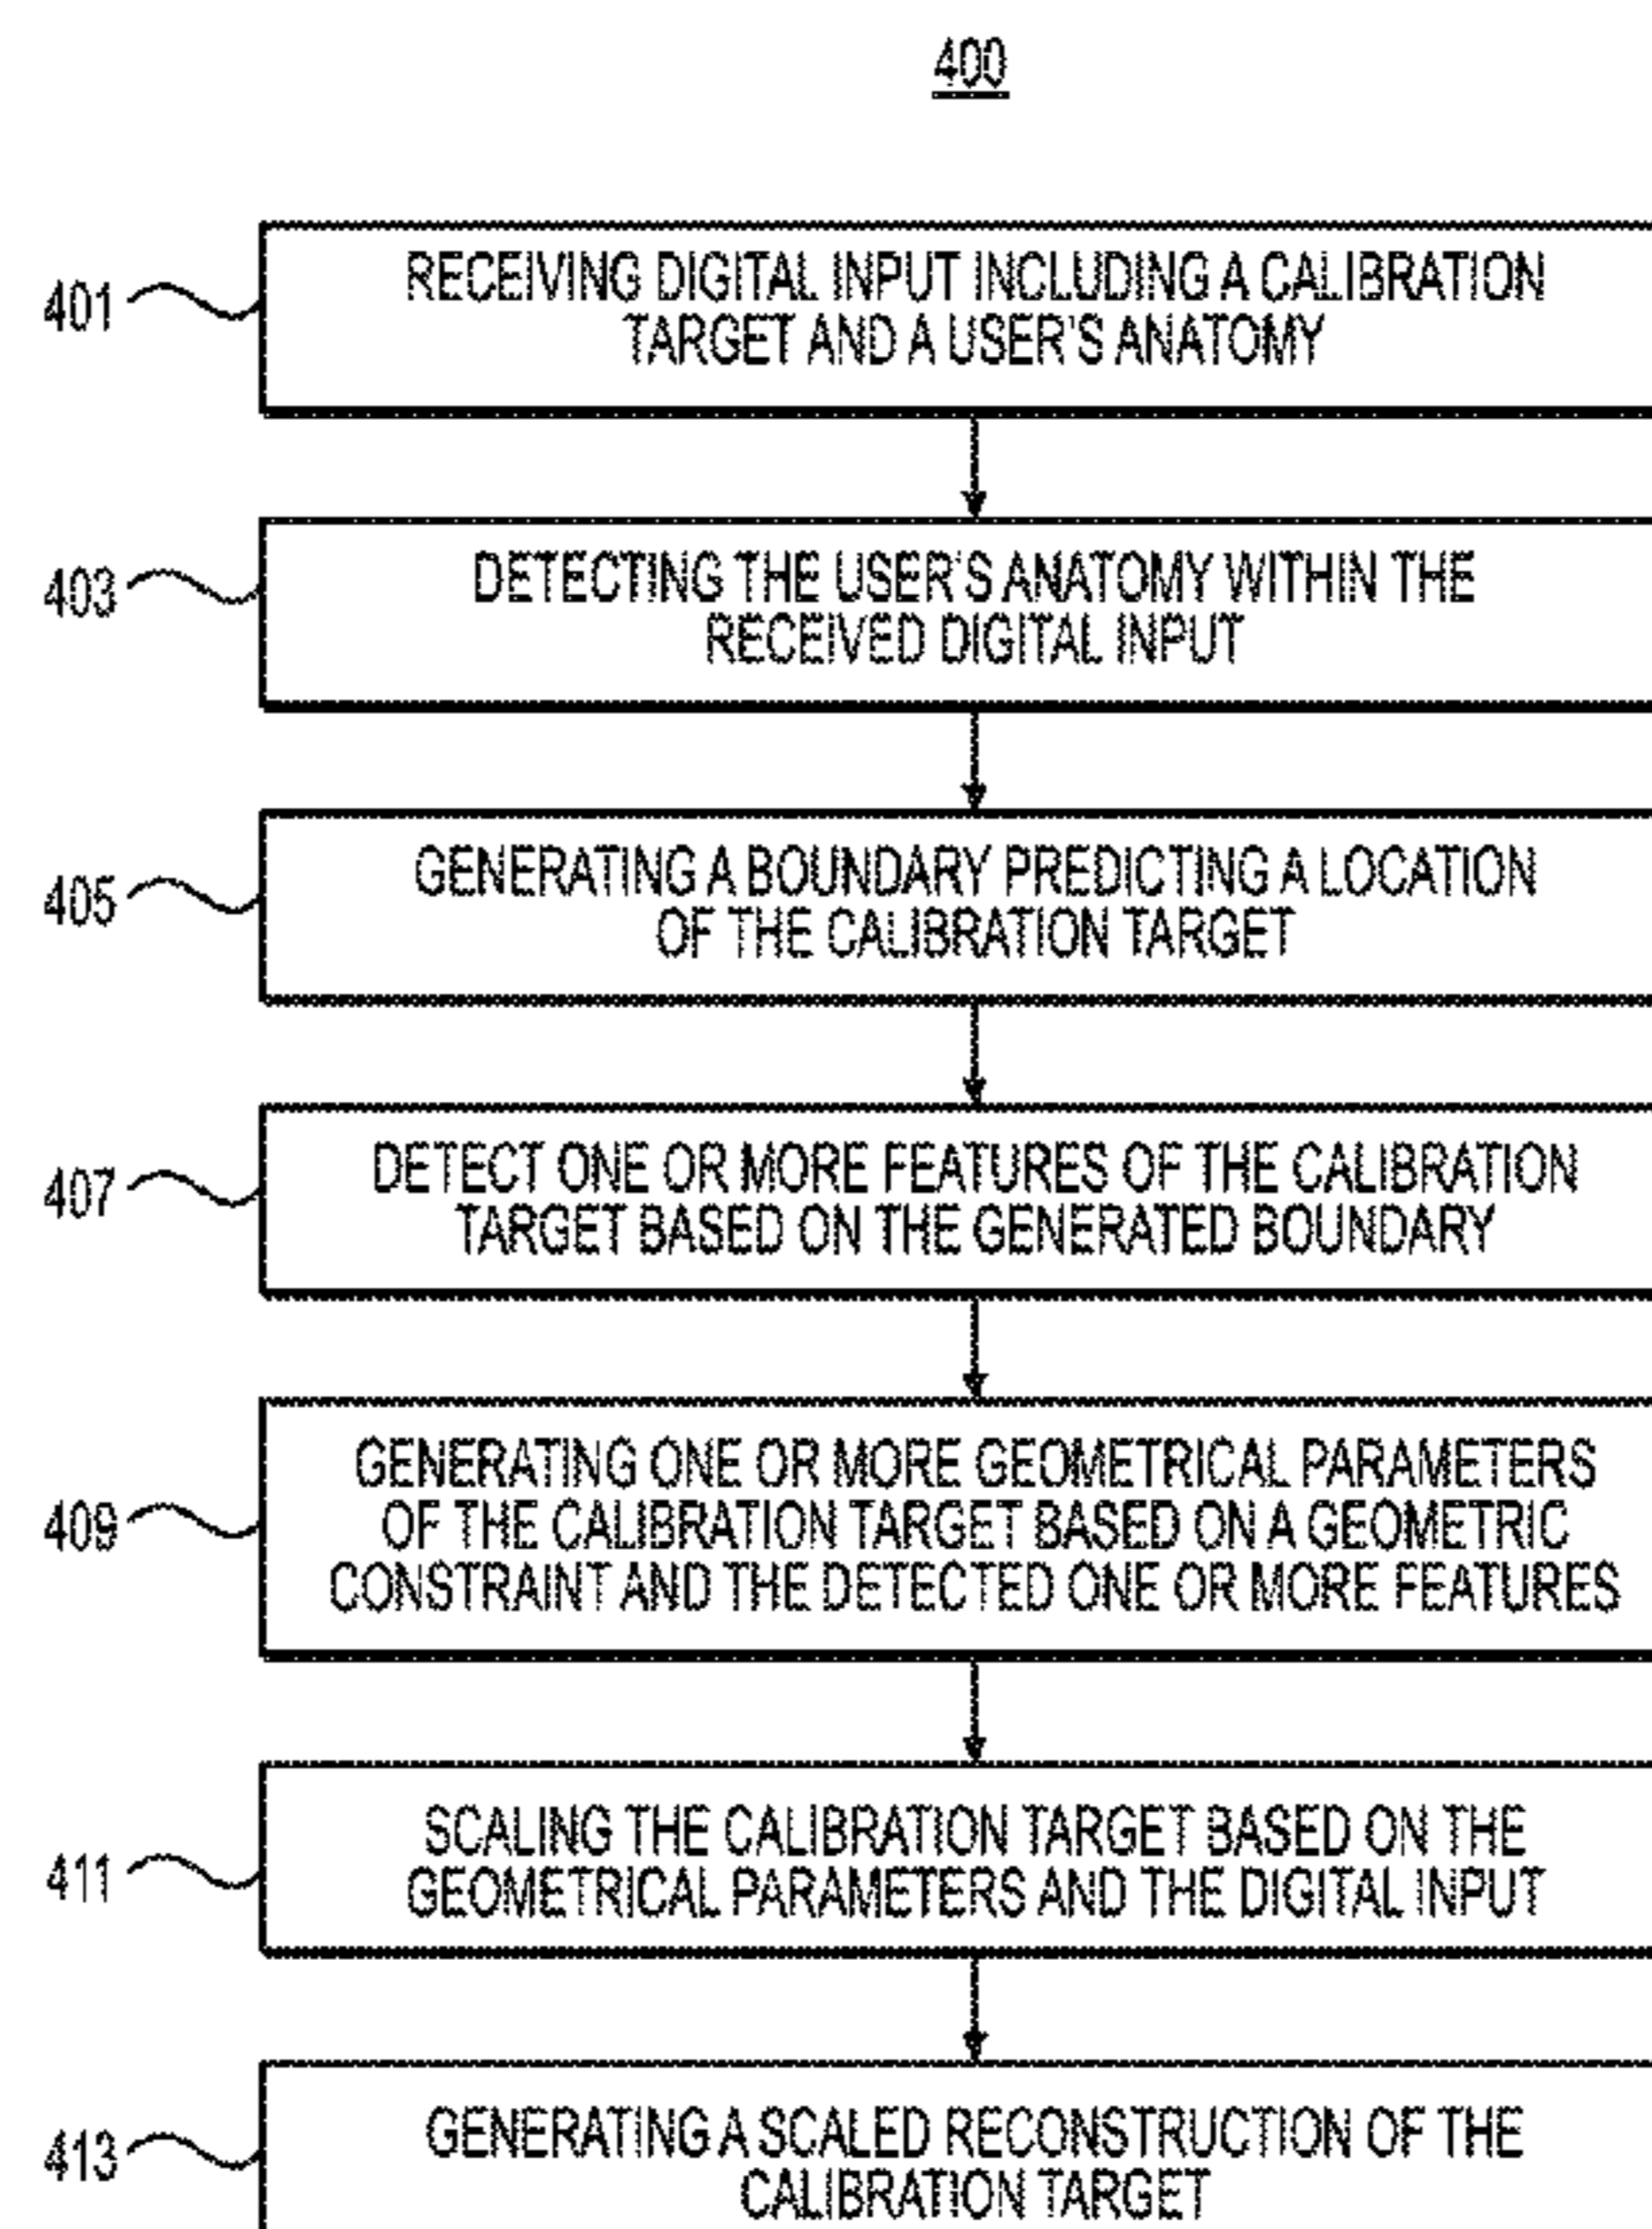 400
401
RECEIVING DIGITAL INPUT INCLUDING A CALIBRATION
TARGET AND A USER'S ANATOMY
403
DETECTING THE USER'S ANATOMY WITHIN THE
RECEIVED DIGITAL INPUT
405
GENERATING A BOUNDARY PREDICTING A LOCATION
OF THE CALIBRATION TARGET
407
DETECT ONE OR MORE FEATURES OF THE CALIBRATION
TARGET BASED ON THE GENERATED BOUNDARY
409
GENERATING ONE OR MORE GEOMETRICAL PARAMETERS
OF THE CALIBRATION TARGET BASED ON A GEOMETRIC
CONSTRAINT AND THE DETECTED ONE OR MORE FEATURES
411
SCALING THE CALIBRATION TARGET BASED ON THE
GEOMETRICAL PARAMETERS AND THE DIGITAL INPUT
413
GENERATING A SCALED RECONSTRUCTION OF THE
CALIBRATION TARGET